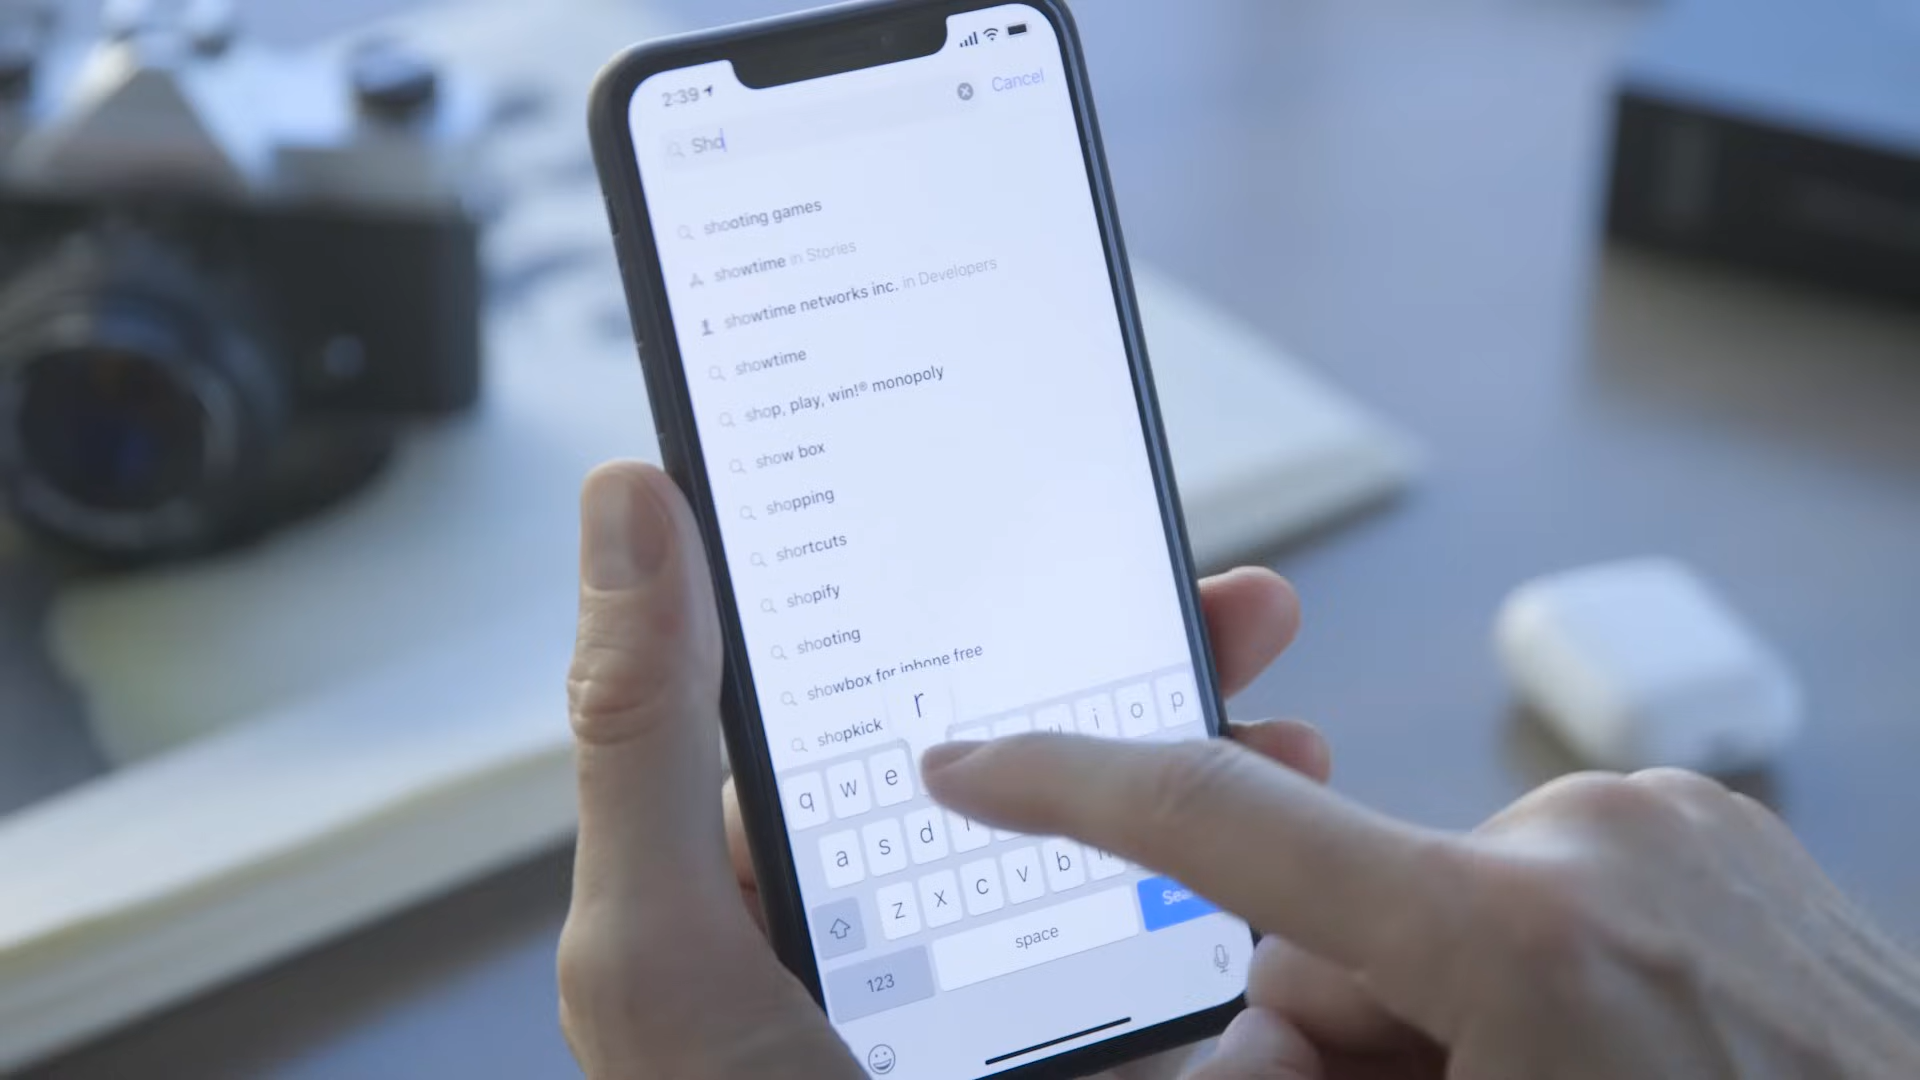 2:39
Cancel
Sho
shooting games
showtime in Stories
showtime networks inc. in Developers
showtime
shop, play, win!® monopoly
show box
shopping
shortcuts
shopify
shooting
showbox for iphone free
shopkick
r
q w e i o p
a s d
z x c v b
123 space